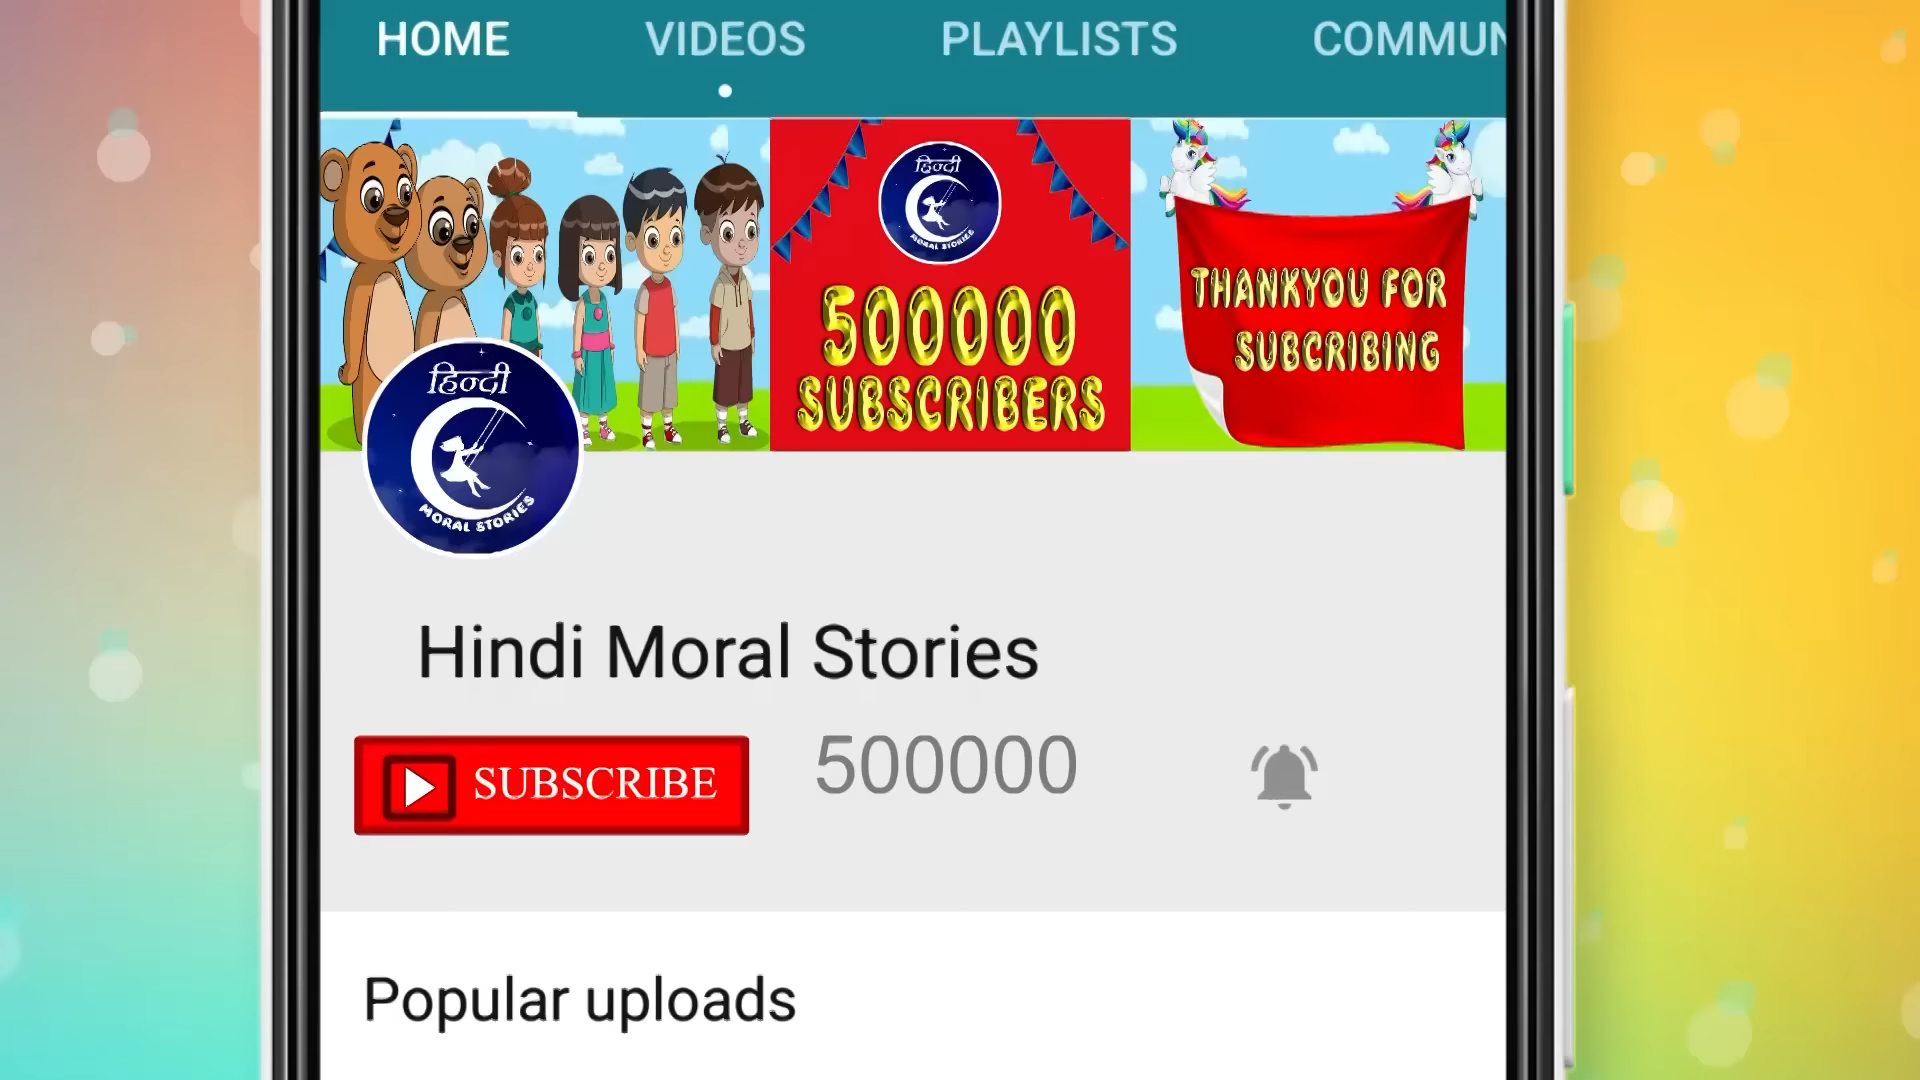 HOME VIDEOS PLAYLISTS COMMUN
हिन्दी
MORAL STORIES
500000
SUBSCRIBERS
THANKYOU FOR
SUBCRIBING
हिन्दी
MORAL STORIES
Hindi Moral Stories
SUBSCRIBE 500000
Popular uploads